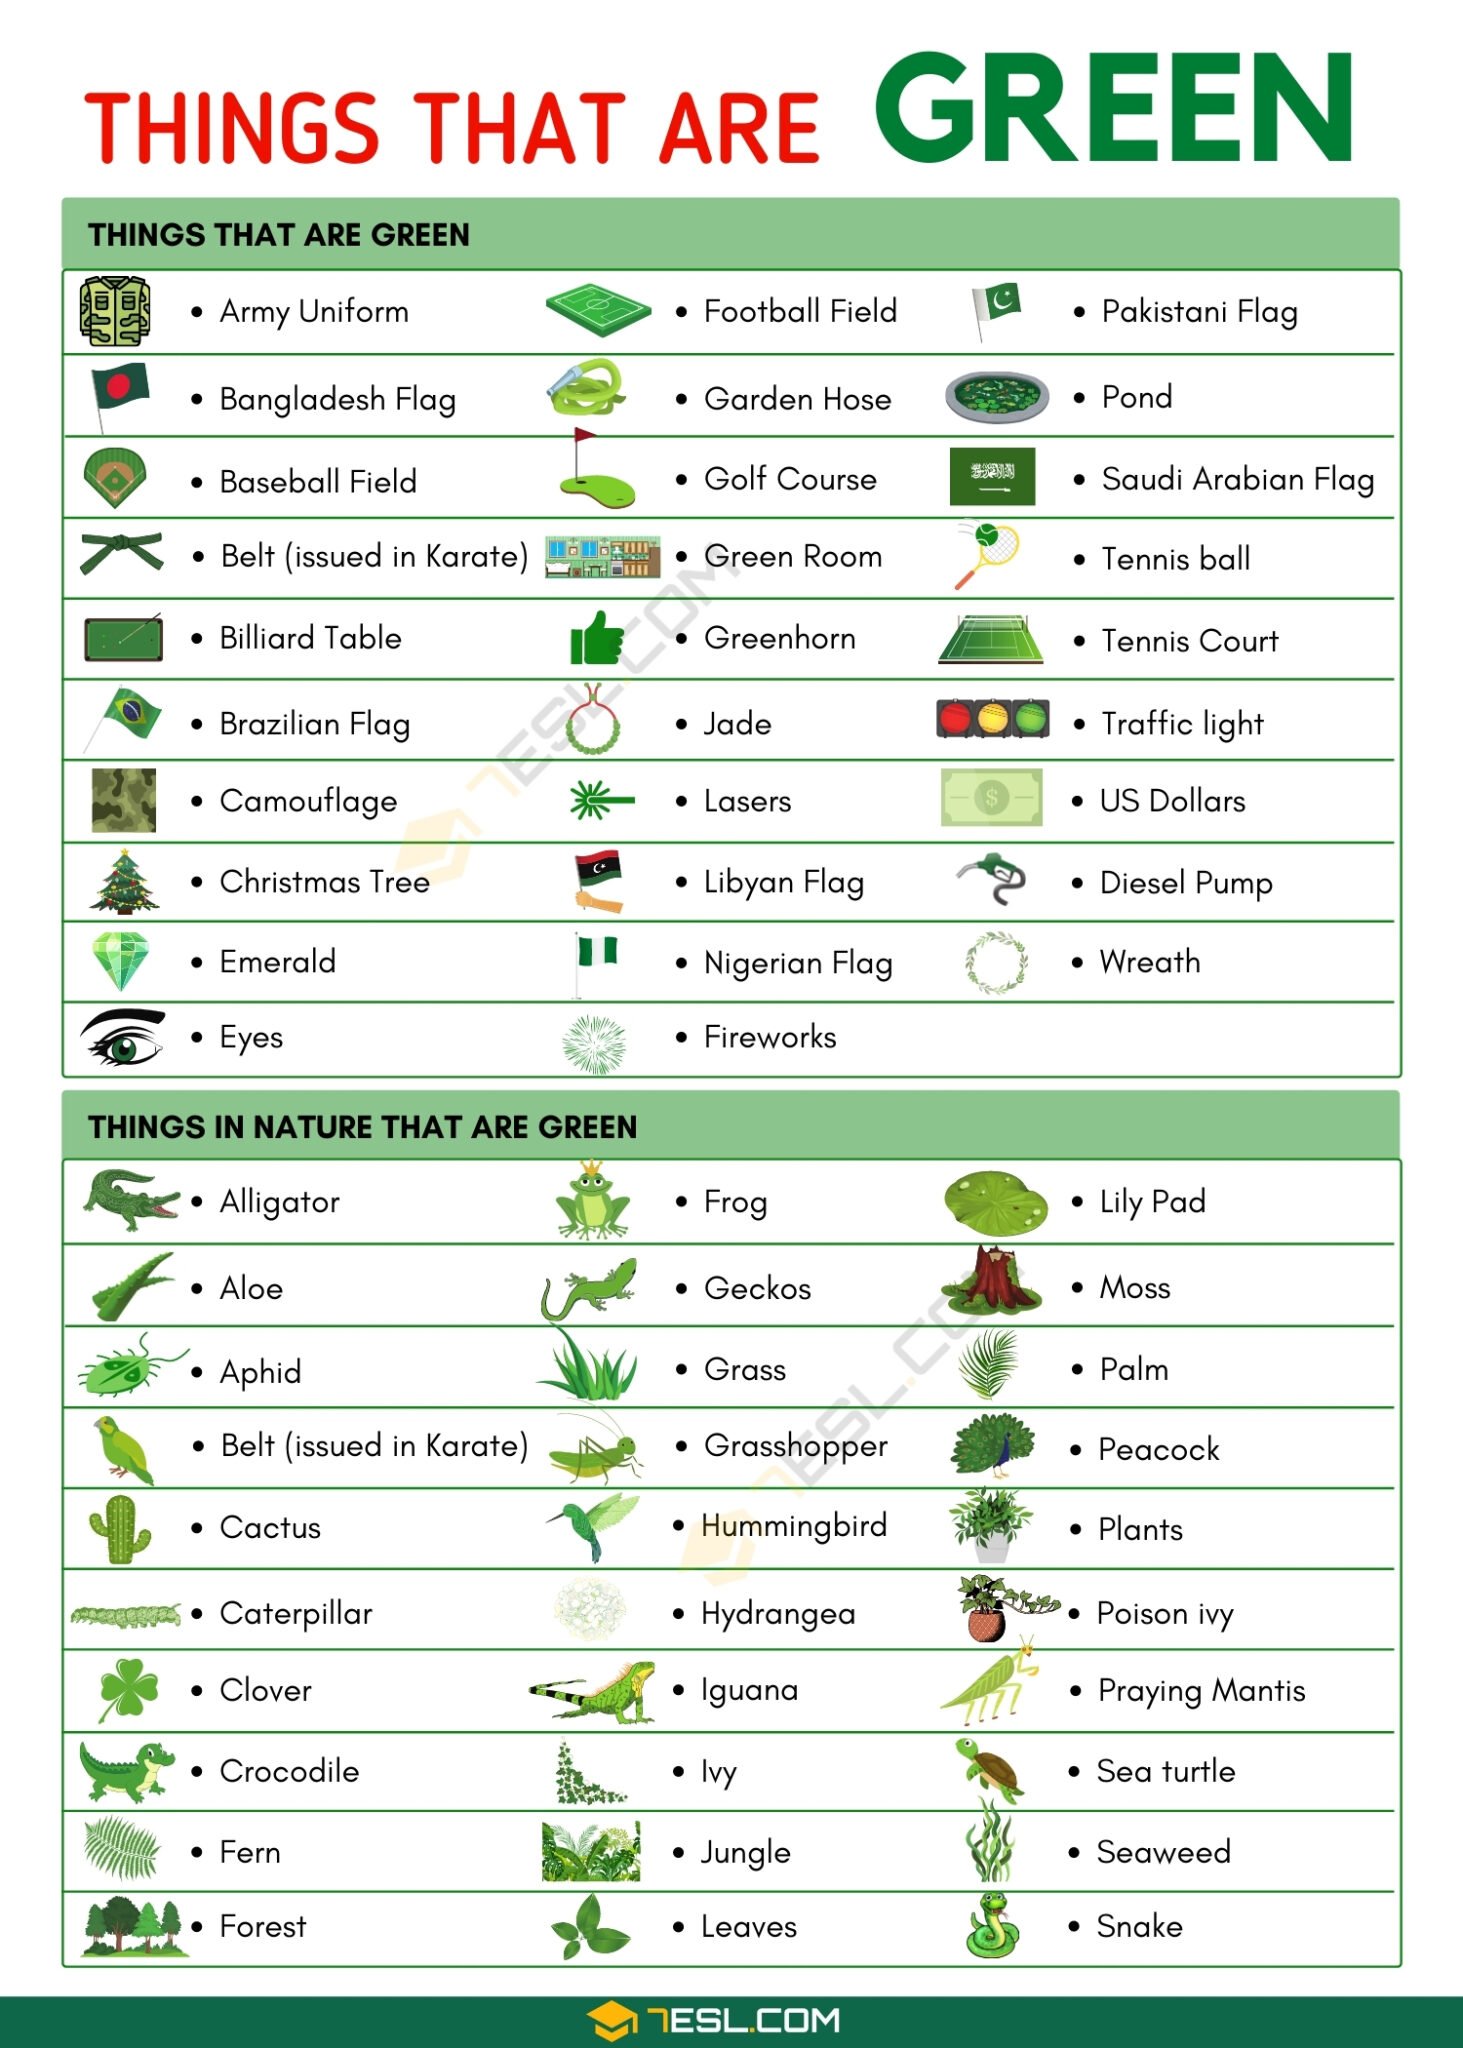 THINGS THAT ARE GREEN
THINGS THAT ARE GREEN
Army Uniform
Football Field
Pakistani Flag
Bangladesh Flag
Garden Hose
Pond
Baseball Field
Golf Course
Saudi Arabian Flag
Belt (issued in Karate)
Green Room
Tennis ball
Billiard Table
Greenhorn
Tennis Court
Brazilian Flag
Jade
Traffic light
Camouflage
Lasers
$
US Dollars
Christmas Tree
Libyan Flag
Diesel Pump
Emerald
Nigerian Flag
Wreath
Eyes
Fireworks
7ESL.COM
THINGS IN NATURE THAT ARE GREEN
Alligator
Frog
Lily Pad
Aloe
Geckos
Moss
Aphid
Grass
Palm
Belt (issued in Karate)
Grasshopper
Peacock
Cactus
Hummingbird
Plants
Caterpillar
Hydrangea
Poison ivy
Clover
Iguana
Praying Mantis
Crocodile
Ivy
Sea turtle
Fern
Jungle
Seaweed
Forest
Leaves
Snake
7ESL.COM
7ESL.COM